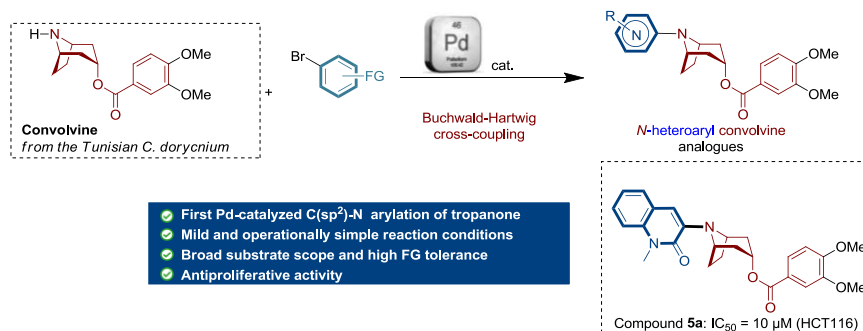 H
N
O
O
OMe
OMe
Convolvine
from the Tunisian C. dorycnium
+
Br
FG
46
Pd
Palladium
cat.
Buchwald-Hartwig
cross-coupling
R
N
N
O
O
OMe
OMe
N-heteroaryl convolvine
analogues
First Pd-catalyzed C(sp²)-N arylation of tropanone
Mild and operationally simple reaction conditions
Broad substrate scope and high FG tolerance
Antiproliferative activity
N
N
O
O
O
OMe
OMe
Compound 5a: IC₅₀ = 10 µM (HCT116)